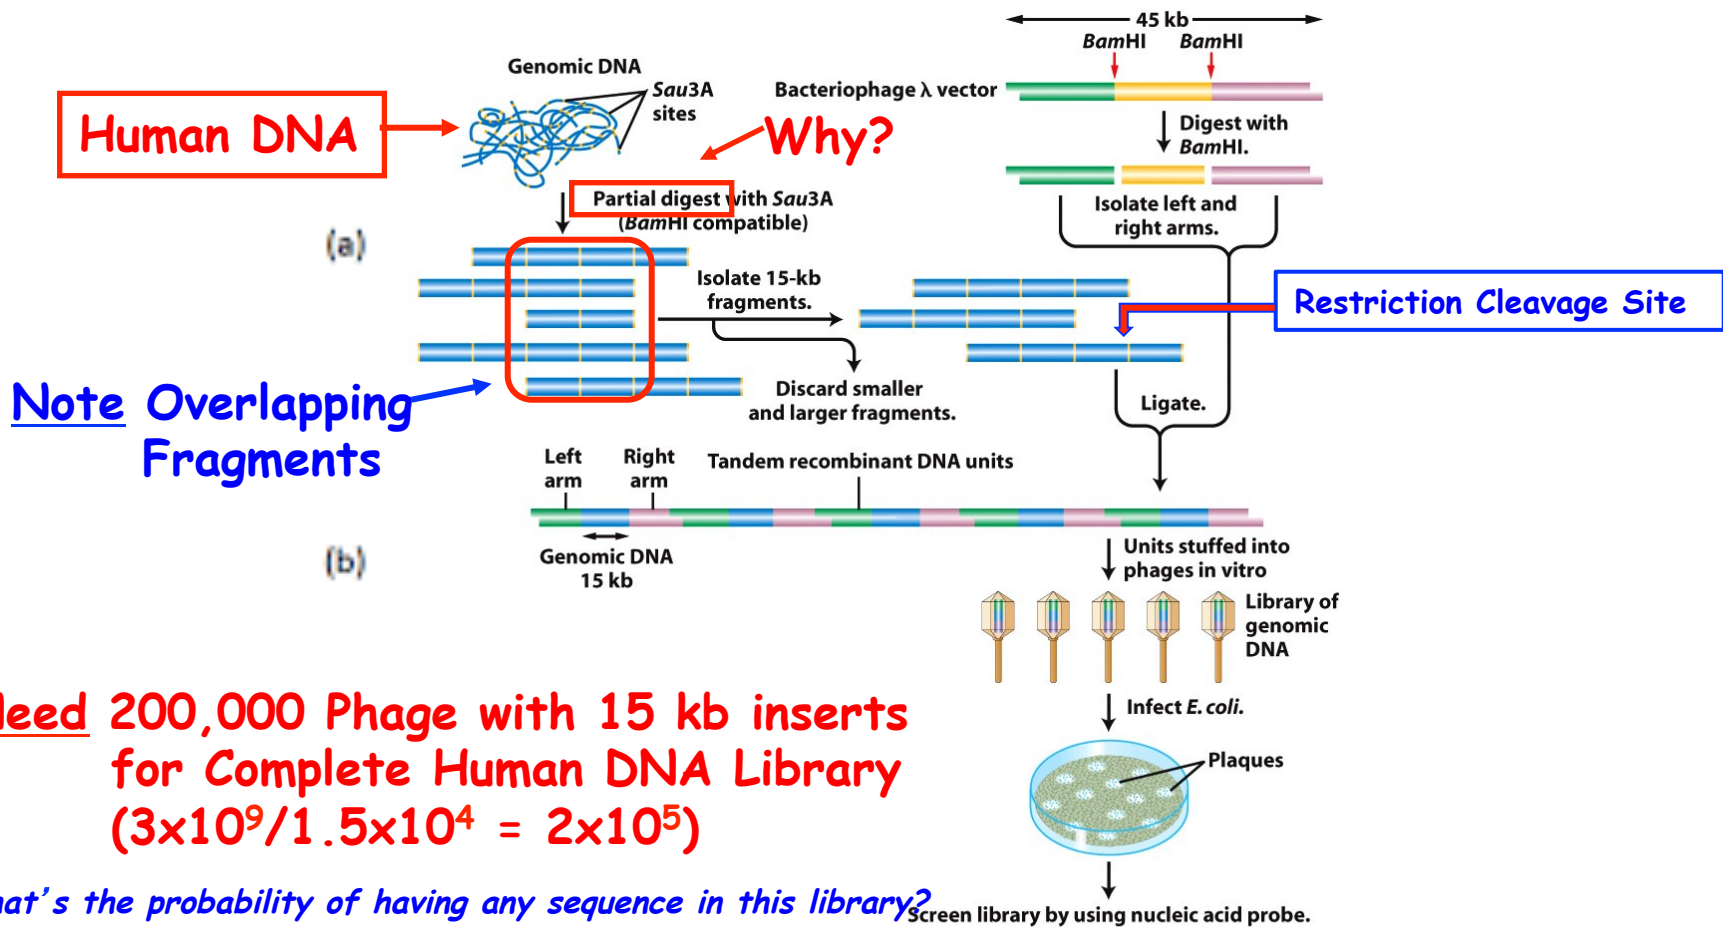 45 kb
BamHI BamHI
Genomic DNA
Sau3A
sites
Bacteriophage λ vector
Human DNA
Why?
Digest with
BamHI.
Partial digest with Sau3A
(BamHI compatible)
Isolate left and
right arms.
(a)
Isolate 15-kb
fragments.
Restriction Cleavage Site
Note Overlapping
Fragments
Discard smaller
and larger fragments.
Ligate.
Left
arm
Right
arm
Tandem recombinant DNA units
(b)
Genomic DNA
15 kb
Units stuffed into
phages in vitro
Library of
genomic
DNA
Infect E. coli.
Plaques
leed 200,000 Phage with 15 kb inserts
for Complete Human DNA Library
(3x10⁹/1.5x10⁴ = 2x10⁵)
hat's the probability of having any sequence in this library?
Screen library by using nucleic acid probe.